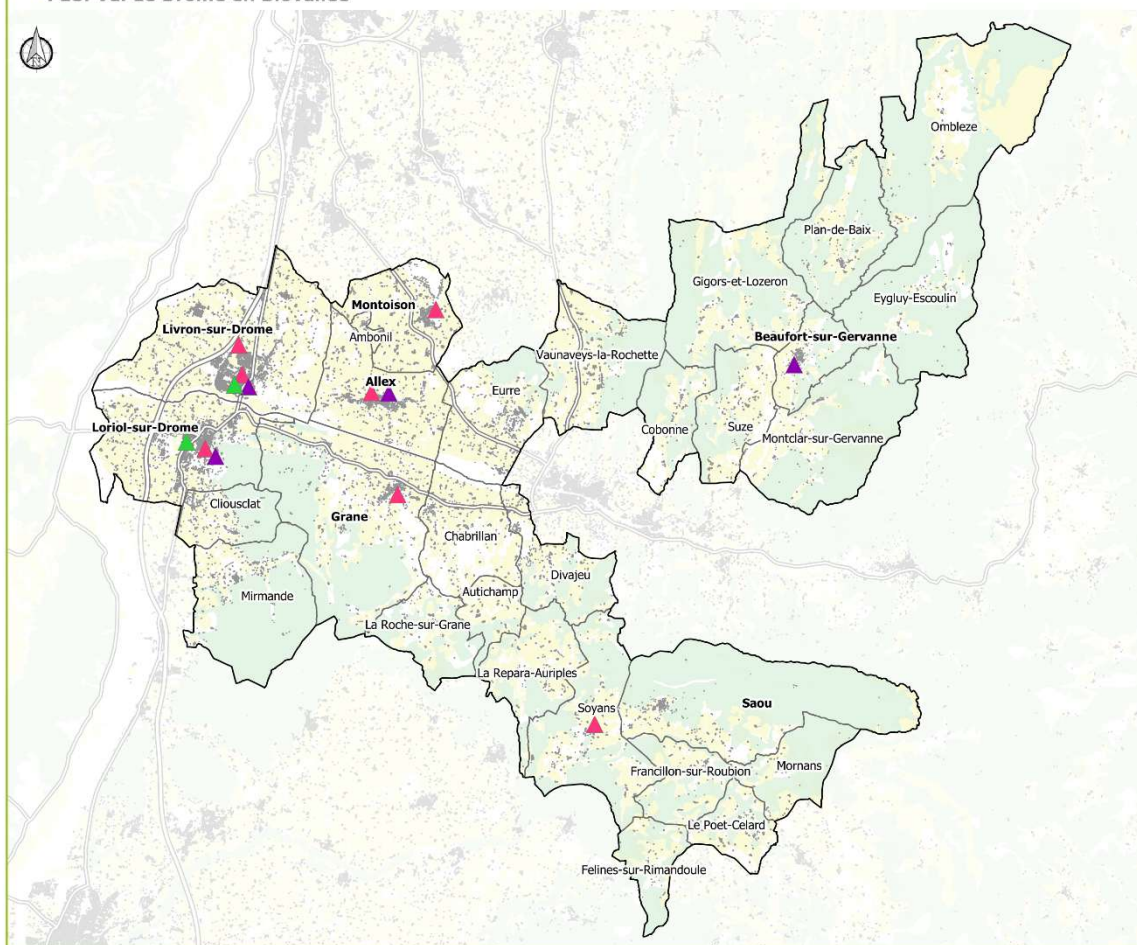 Ombleze
Plan-de-Baix
Gigors-et-Lozeron
Eygluy-Escoulin
Montoison
Livron-sur-Drome
Ambonil
Beaufort-sur-Gervanne
Vaunaveys-la-Rochette
Allex
Eurre
Loriol-sur-Drome
Cobonne
Suze
Montclar-sur-Gervanne
Cliousclat
Grane
Chabrillan
Divajeu
Autichamp
Mirmande
La Roche-sur-Grane
La Repara-Auriples
Saou
Soyans
Francillon-sur-Roubion
Mornans
Le Poet-Celard
Felines-sur-Rimandoule